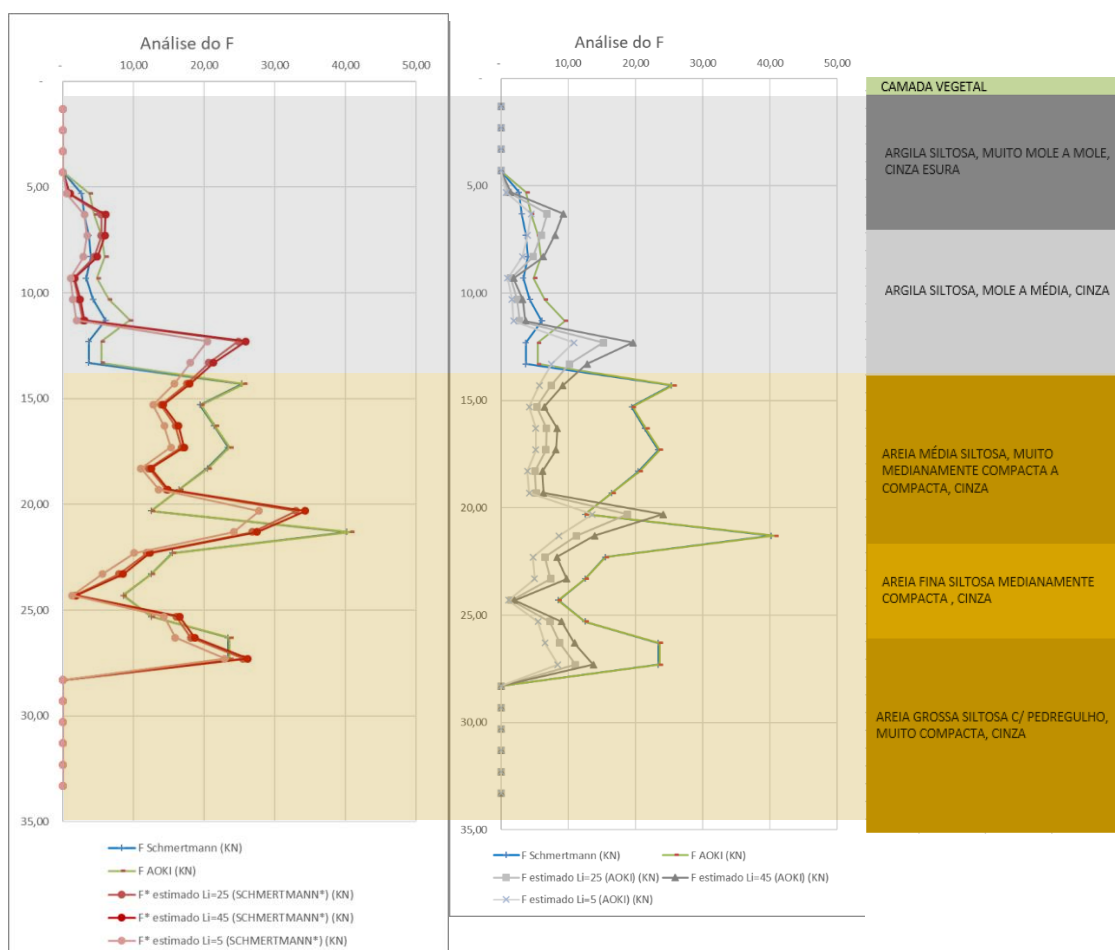 Análise do F
-
10,00 20,00 30,00 40,00 50,00
-
5,00
10,00
15,00
20,00
25,00
30,00
35,00
F Schmertmann (KN)
F AOKI (KN)
F* estimado Li=25 (SCHMERTMANN*) (KN)
F* estimado Li=45 (SCHMERTMANN*) (KN)
F* estimado Li=5 (SCHMERTMANN*) (KN)
Análise do F
-
10,00 20,00 30,00 40,00 50,00
-
5,00
10,00
15,00
20,00
25,00
30,00
35,00
F Schmertmann (KN) F AOKI (KN)
F estimado Li=25 (AOKI) (KN) F estimado Li=45 (AOKI) (KN)
F estimado Li=5 (AOKI) (KN)
CAMADA VEGETAL
ARGILA SILTOSA, MUITO MOLE A MOLE,
CINZA ESURA
ARGILA SILTOSA, MOLE A MÉDIA, CINZA
AREIA MÉDIA SILTOSA, MUITO
MEDIANAMENTE COMPACTA A
COMPACTA, CINZA
AREIA FINA SILTOSA MEDIANAMENTE
COMPACTA , CINZA
AREIA GROSSA SILTOSA C/ PEDREGULHO,
MUITO COMPACTA, CINZA